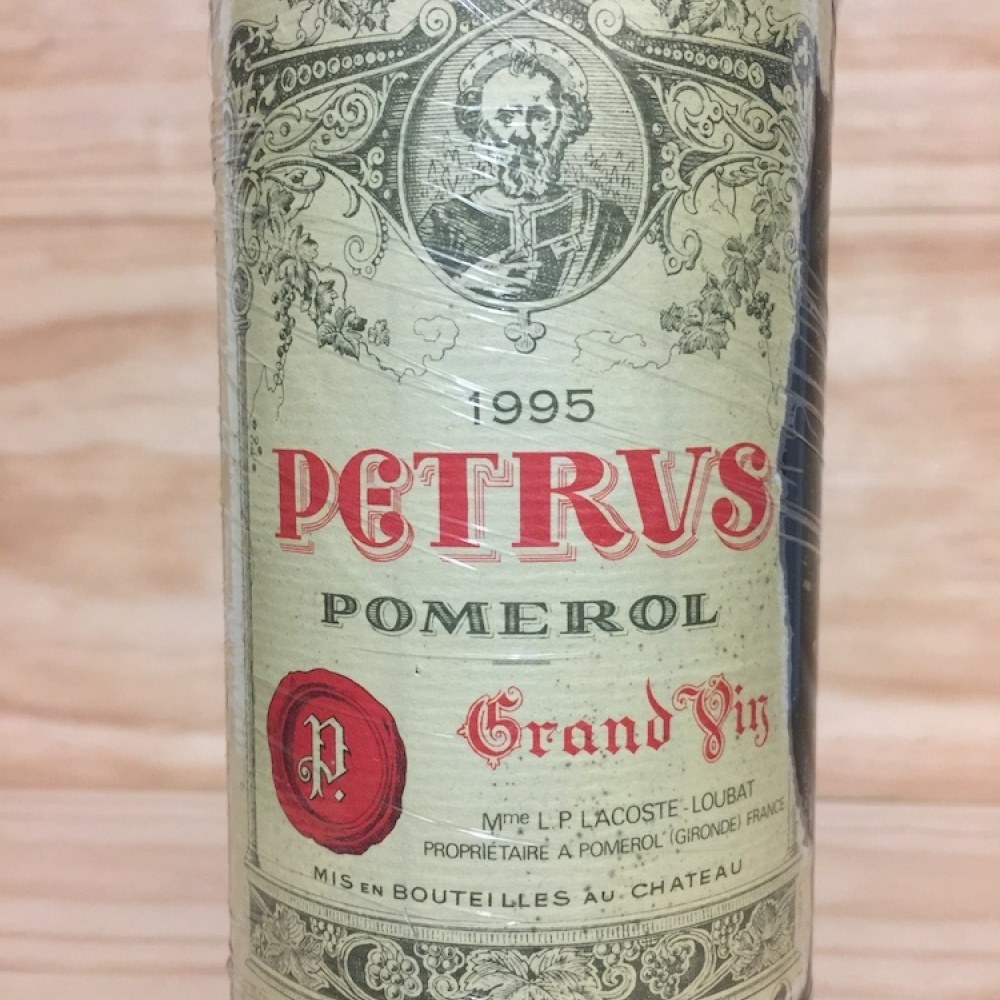 1995
PETRVS
POMEROL
Grand Vin
P.
Mme L.P. LACOSTE-LOUBAT
PROPRIÉTAIRE A POMEROL (GIRONDE) FRANCE
MIS EN BOUTEILLES AU CHATEAU